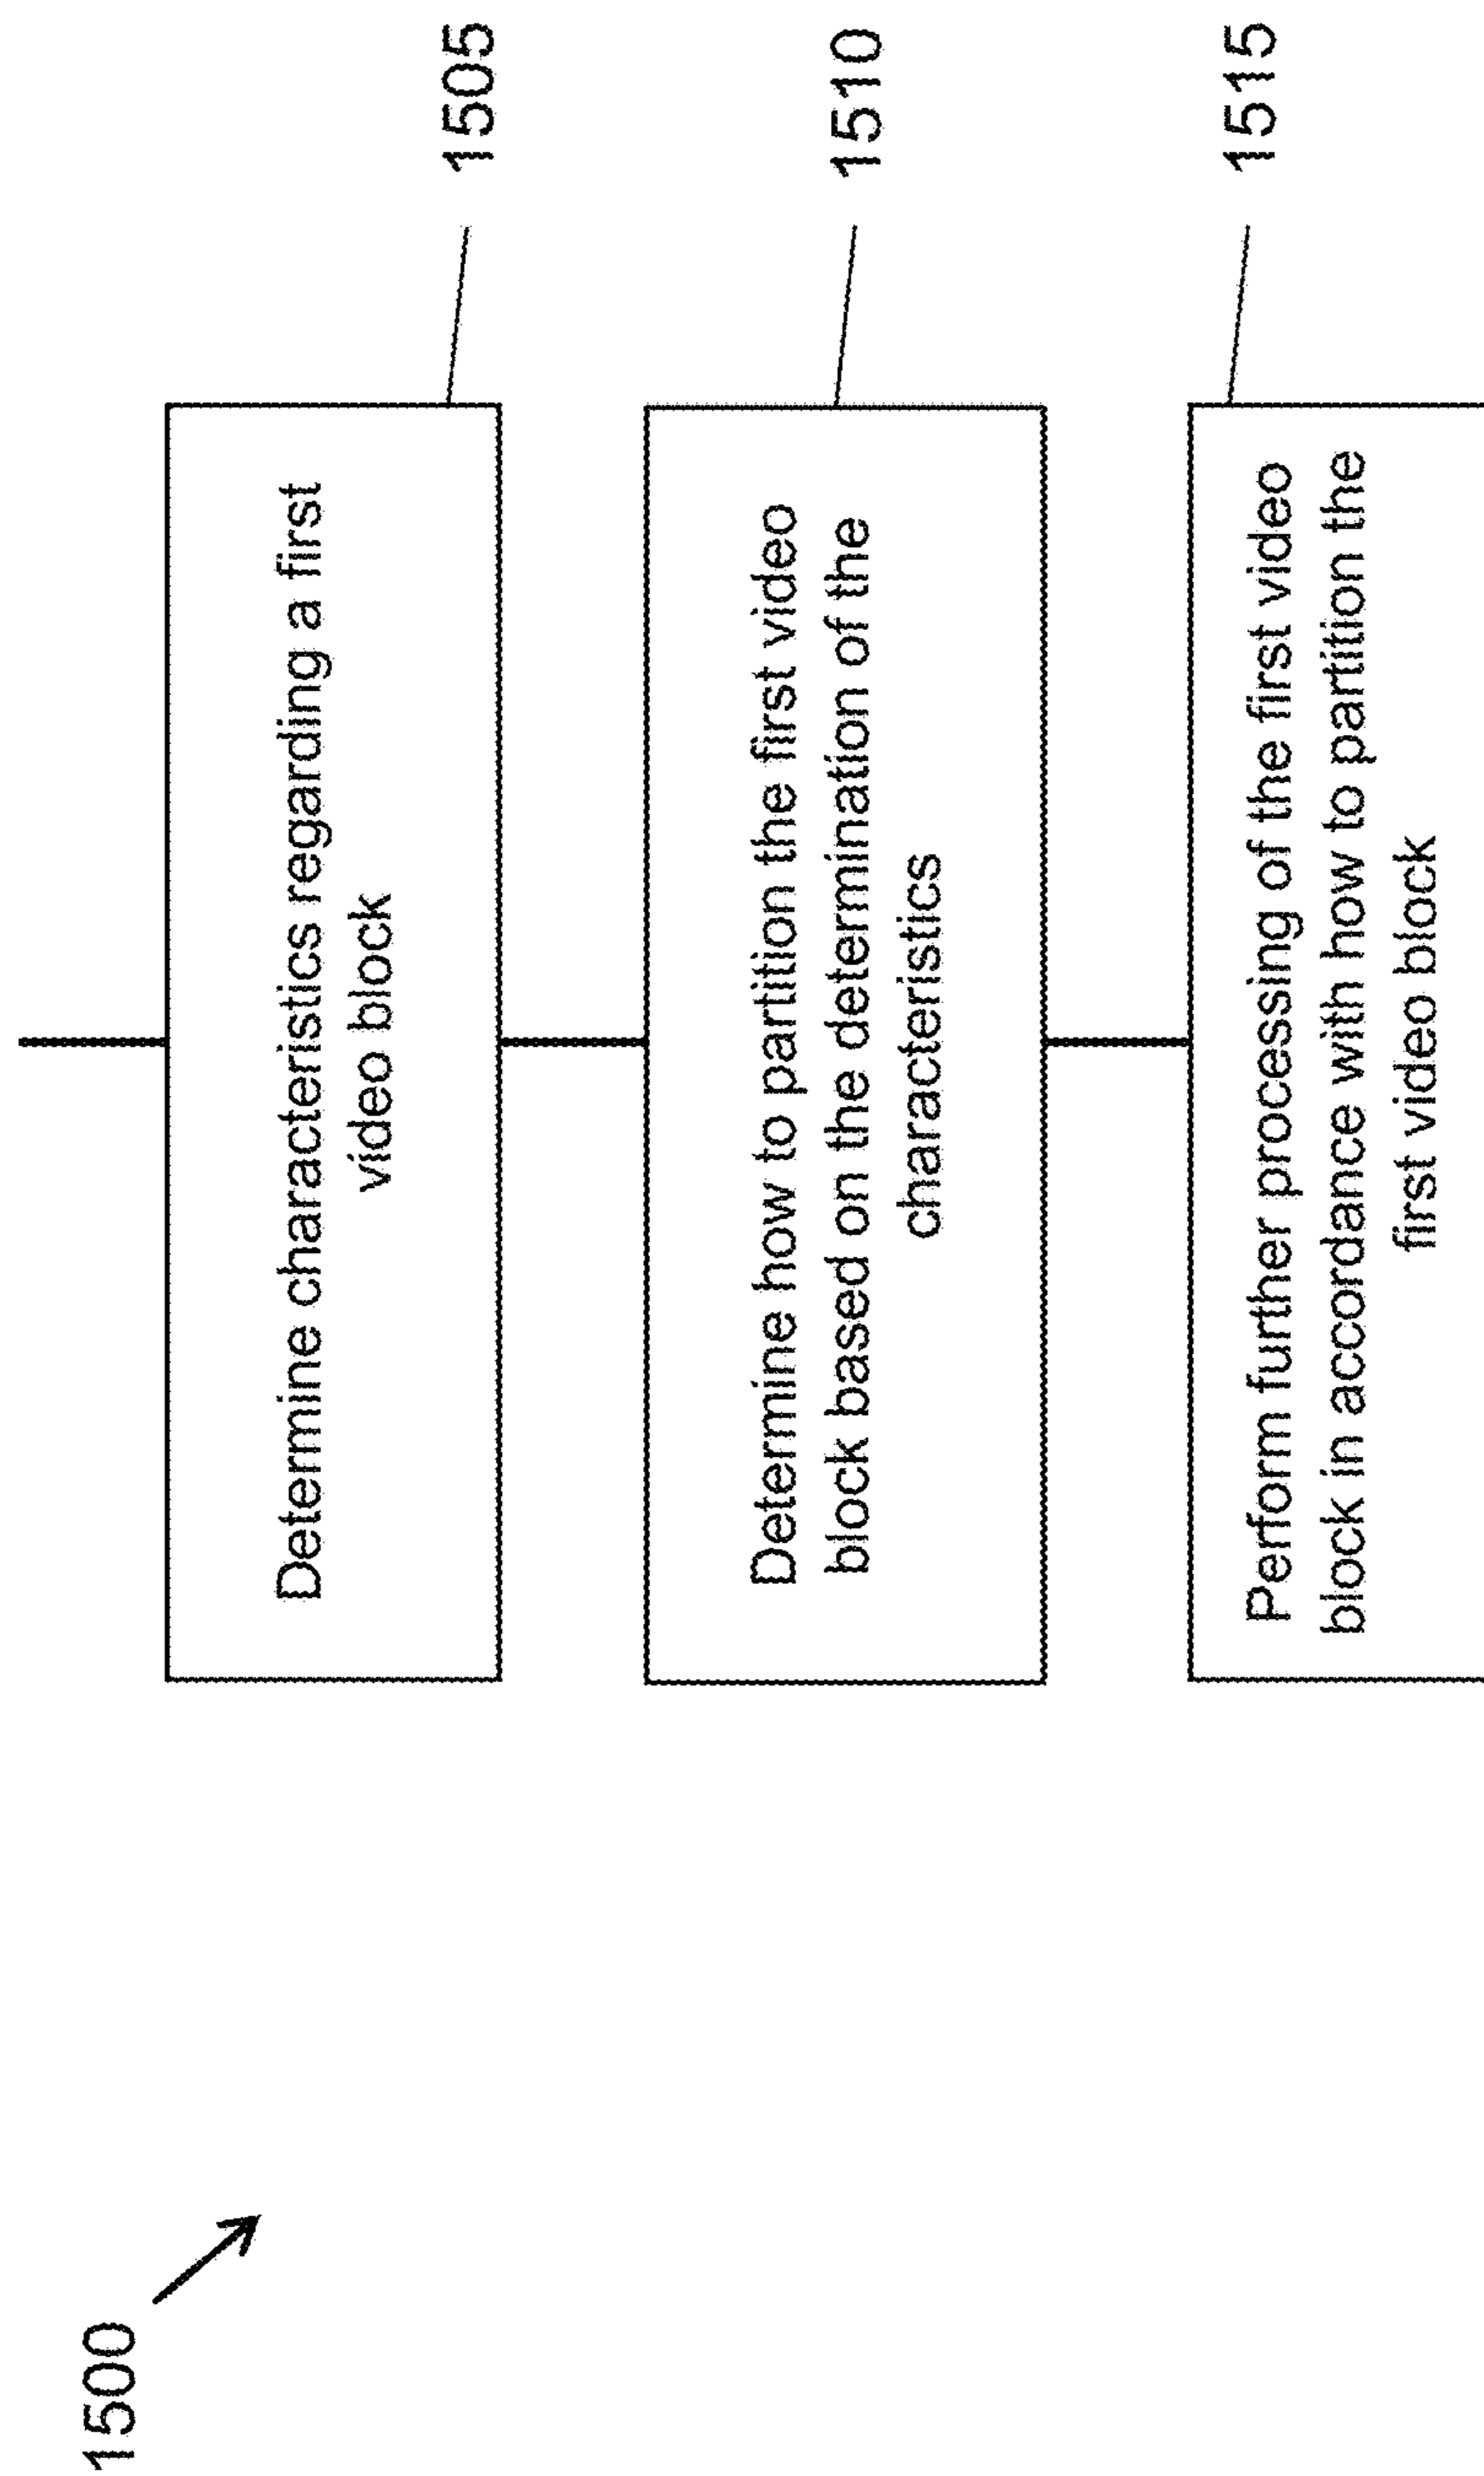 1500
Determine characteristics regarding a first
video block
1505
Determine how to partition the first video
block based on the determination of the
characteristics
1510
Perform further processing of the first video
block in accordance with how to partition the
first video block
1515